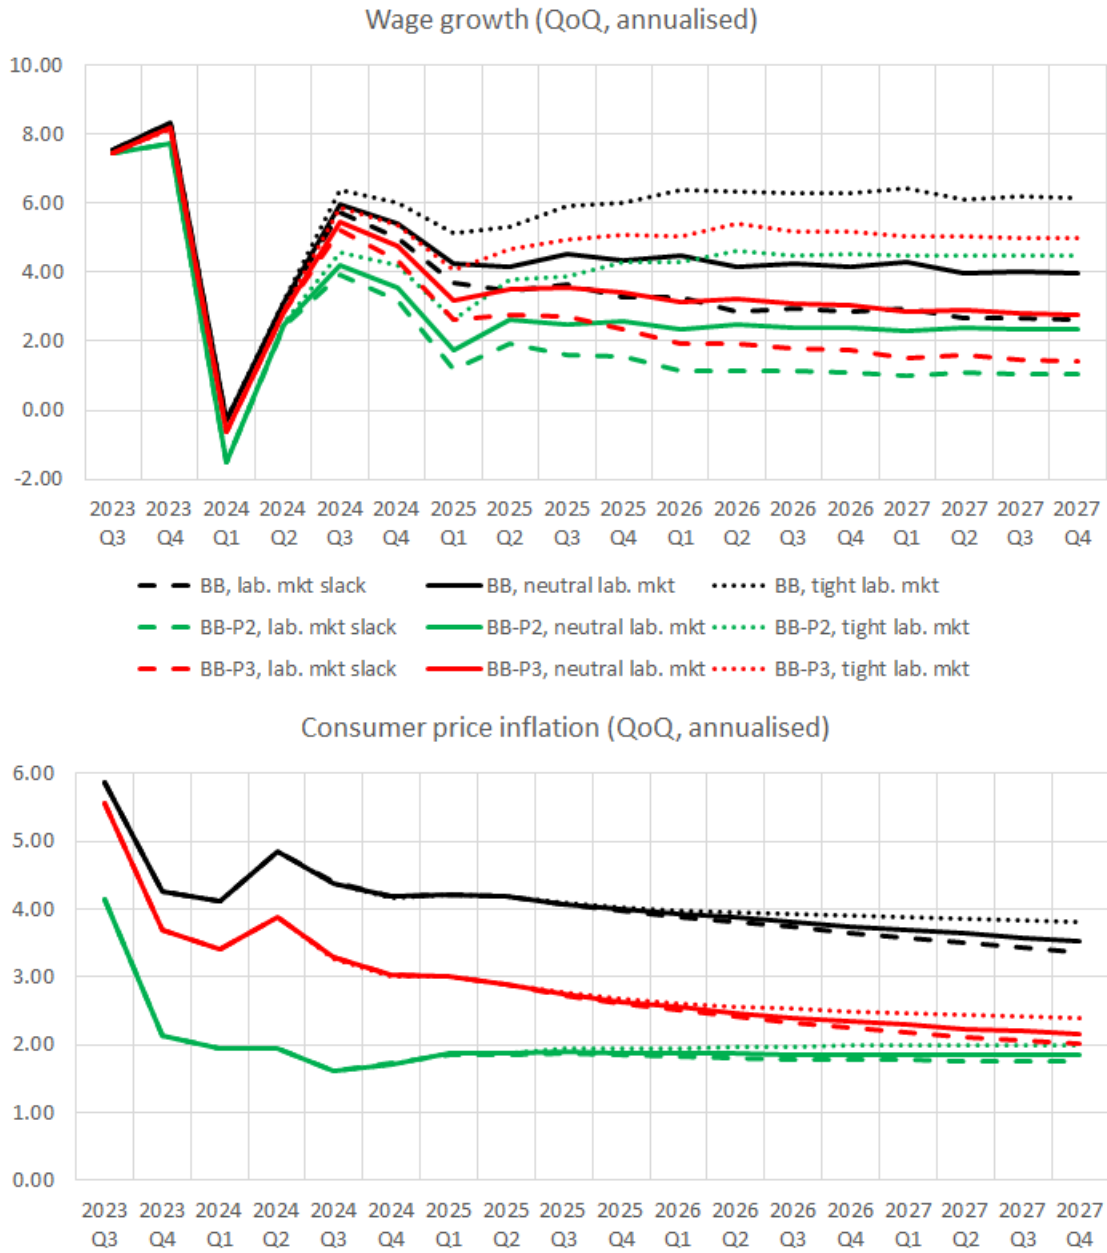 Wage growth (QoQ, annualised)
10.00
8.00
6.00
4.00
2.00
0.00
-2.00
2023 2023 2024 2024 2024 2024 2025 2025 2025 2025 2026 2026 2026 2026 2027 2027 2027 2027
Q3 Q4 Q1 Q2 Q3 Q4 Q1 Q2 Q3 Q4 Q1 Q2 Q3 Q4 Q1 Q2 Q3 Q4
BB, lab. mkt slack BB, neutral lab. mkt BB, tight lab. mkt
BB-P2, lab. mkt slack BB-P2, neutral lab. mkt BB-P2, tight lab. mkt
BB-P3, lab. mkt slack BB-P3, neutral lab. mkt BB-P3, tight lab. mkt
Consumer price inflation (QoQ, annualised)
6.00
5.00
4.00
3.00
2.00
1.00
0.00
2023 2023 2024 2024 2024 2024 2025 2025 2025 2025 2026 2026 2026 2026 2027 2027 2027 2027
Q3 Q4 Q1 Q2 Q3 Q4 Q1 Q2 Q3 Q4 Q1 Q2 Q3 Q4 Q1 Q2 Q3 Q4